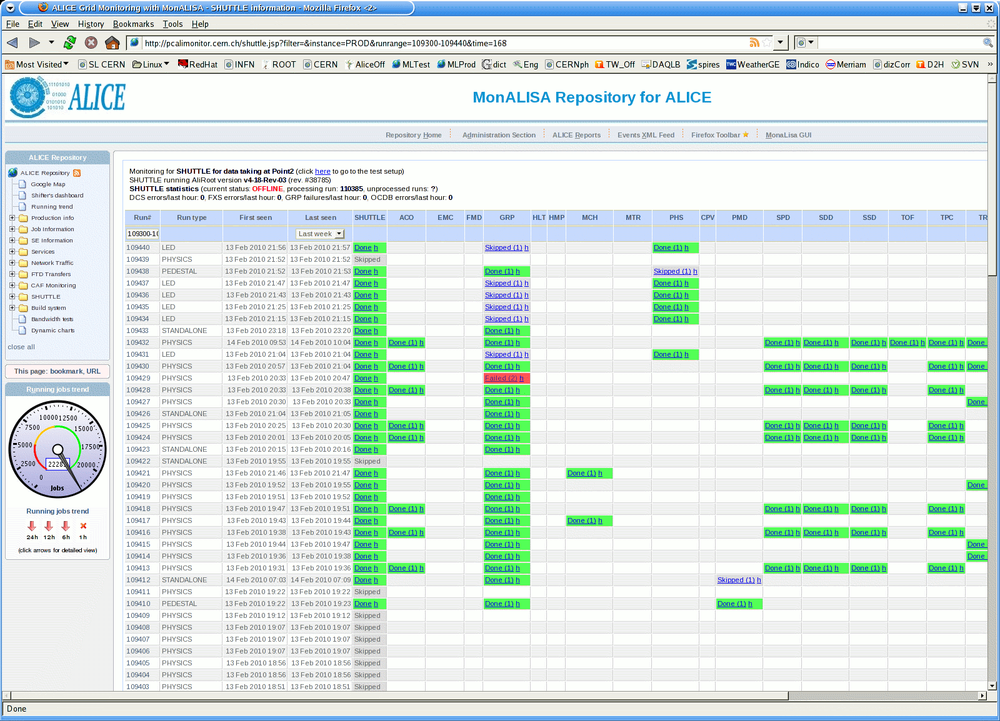 ALICE Grid Monitoring with MonALISA - SHUTTLE information - Mozilla Firefox <2>
File Edit View History Bookmarks Tools Help
http://pcalimonitor.cern.ch/shuttle.jsp?filter=&instance=PROD&runrange=109300-109440&time=168
Most Visited SL CERN Linux RedHat INFN ROOT CERN AliceOff MLTest MLProd dict Eng CERNph TW_Off DAQLB spires WeatherGE Indico Merriam dizCorr D2H SVN »
ALICE
MonALISA Repository for ALICE
Repository Home Administration Section ALICE Reports Events XML Feed Firefox Toolbar MonaLisa GUI
ALICE Repository
ALICE Repository
Google Map
Shifter's dashboard
Running trend
Production info
Job Information
SE Information
Services
Network Traffic
FTD Transfers
CAF Monitoring
SHUTTLE
Build system
Bandwidth tests
Dynamic charts
close all
This page: bookmark, URL
Running jobs trend
0 2500 5000 7500 10000 12500 15000 17500 20000
Jobs
Running jobs trend
24h 12h 6h 1h
(click arrows for detailed view)
Monitoring for SHUTTLE for data taking at Point2 (click here to go to the test setup)
SHUTTLE running AliRoot version v4-18-Rev-03 (rev. #38785)
SHUTTLE statistics (current status: OFFLINE, processing run: 110385, unprocessed runs: ?)
DCS errors/last hour: 0, FXS errors/last hour: 0, GRP failures/last hour: 0, OCDB errors/last hour: 0
Run# Run type First seen Last seen SHUTTLE ACO EMC FMD GRP HLT HMP MCH MTR PHS CPV PMD SPD SDD SSD TOF TPC TR
109300-10 Last week
109440 LED 13 Feb 2010 21:56 13 Feb 2010 21:57 Done h Skipped (1) h Done (1) h
109439 PHYSICS 13 Feb 2010 21:52 13 Feb 2010 21:52 Skipped
109438 PEDESTAL 13 Feb 2010 21:52 13 Feb 2010 21:53 Done h Done (1) h Skipped (1) h
109437 LED 13 Feb 2010 21:47 13 Feb 2010 21:47 Done h Skipped (1) h Done (1) h
109436 LED 13 Feb 2010 21:43 13 Feb 2010 21:43 Done h Skipped (1) h Done (1) h
109435 LED 13 Feb 2010 21:25 13 Feb 2010 21:25 Done h Skipped (1) h Done (1) h
109434 LED 13 Feb 2010 21:15 13 Feb 2010 21:15 Done h Skipped (1) h Done (1) h
109433 STANDALONE 13 Feb 2010 23:18 13 Feb 2010 23:20 Done h Done (1) h
109432 PHYSICS 14 Feb 2010 09:53 14 Feb 2010 10:04 Done h Done (1) h Done (1) h Done (1) h Done (1) h Done (1) h Done (1) h Done (1) h Done
109431 LED 13 Feb 2010 21:04 13 Feb 2010 21:04 Done h Skipped (1) h Done (1) h
109430 PHYSICS 13 Feb 2010 20:57 13 Feb 2010 21:04 Done h Done (1) h Done (1) h Done (1) h Done (1) h Done (1) h Done (1) h Done
109429 PHYSICS 13 Feb 2010 20:33 13 Feb 2010 20:47 Done h Failed (2) h
109428 PHYSICS 13 Feb 2010 20:33 13 Feb 2010 20:38 Done h Done (1) h Done (1) h Done (1) h Done (1) h Done (1) h Done (1) h
109427 PHYSICS 13 Feb 2010 20:30 13 Feb 2010 20:33 Done h Done (1) h Done
109426 STANDALONE 13 Feb 2010 21:04 13 Feb 2010 21:05 Done h Done (1) h
109425 PHYSICS 13 Feb 2010 20:25 13 Feb 2010 20:30 Done h Done (1) h Done (1) h Done (1) h Done (1) h Done (1) h Done (1) h
109424 PHYSICS 13 Feb 2010 20:01 13 Feb 2010 20:05 Done h Done (1) h Done (1) h Done (1) h Done (1) h Done (1) h Done (1) h
109423 STANDALONE 13 Feb 2010 20:15 13 Feb 2010 20:16 Done h Done (1) h
109422 STANDALONE 13 Feb 2010 19:55 13 Feb 2010 19:55 Skipped
109421 PHYSICS 13 Feb 2010 21:46 13 Feb 2010 21:47 Done h Done (1) h Done (1) h
109420 PHYSICS 13 Feb 2010 19:52 13 Feb 2010 19:55 Done h Done (1) h Done
109419 PHYSICS 13 Feb 2010 19:51 13 Feb 2010 19:52 Done h Done (1) h
109418 PHYSICS 13 Feb 2010 19:47 13 Feb 2010 19:51 Done h Done (1) h Done (1) h Done (1) h Done (1) h Done (1) h Done (1) h
109417 PHYSICS 13 Feb 2010 19:43 13 Feb 2010 19:44 Done h Done (1) h Done (1) h
109416 PHYSICS 13 Feb 2010 19:38 13 Feb 2010 19:43 Done h Done (1) h Done (1) h Done (1) h Done (1) h Done (1) h Done (1) h
109415 PHYSICS 13 Feb 2010 19:44 13 Feb 2010 19:47 Done h Done (1) h Done
109414 PHYSICS 13 Feb 2010 19:36 13 Feb 2010 19:38 Done h Done (1) h Done
109413 PHYSICS 13 Feb 2010 19:31 13 Feb 2010 19:36 Done h Done (1) h Done (1) h Done (1) h Done (1) h Done (1) h Done (1) h
109412 STANDALONE 14 Feb 2010 07:03 14 Feb 2010 07:09 Done h Done (1) h Skipped (1) h
109411 PHYSICS 13 Feb 2010 19:22 13 Feb 2010 19:22 Skipped
109410 PEDESTAL 13 Feb 2010 19:22 13 Feb 2010 19:23 Done h Done (1) h Done (1) h
109409 PHYSICS 13 Feb 2010 19:12 13 Feb 2010 19:12 Skipped
109408 PHYSICS 13 Feb 2010 19:07 13 Feb 2010 19:07 Skipped
109407 PHYSICS 13 Feb 2010 19:07 13 Feb 2010 19:07 Skipped
109406 PHYSICS 13 Feb 2010 19:07 13 Feb 2010 19:07 Skipped
109405 PHYSICS 13 Feb 2010 18:56 13 Feb 2010 18:56 Skipped
109404 PHYSICS 13 Feb 2010 18:56 13 Feb 2010 18:56 Skipped
109403 PHYSICS 13 Feb 2010 18:51 13 Feb 2010 18:51 Skipped
Done